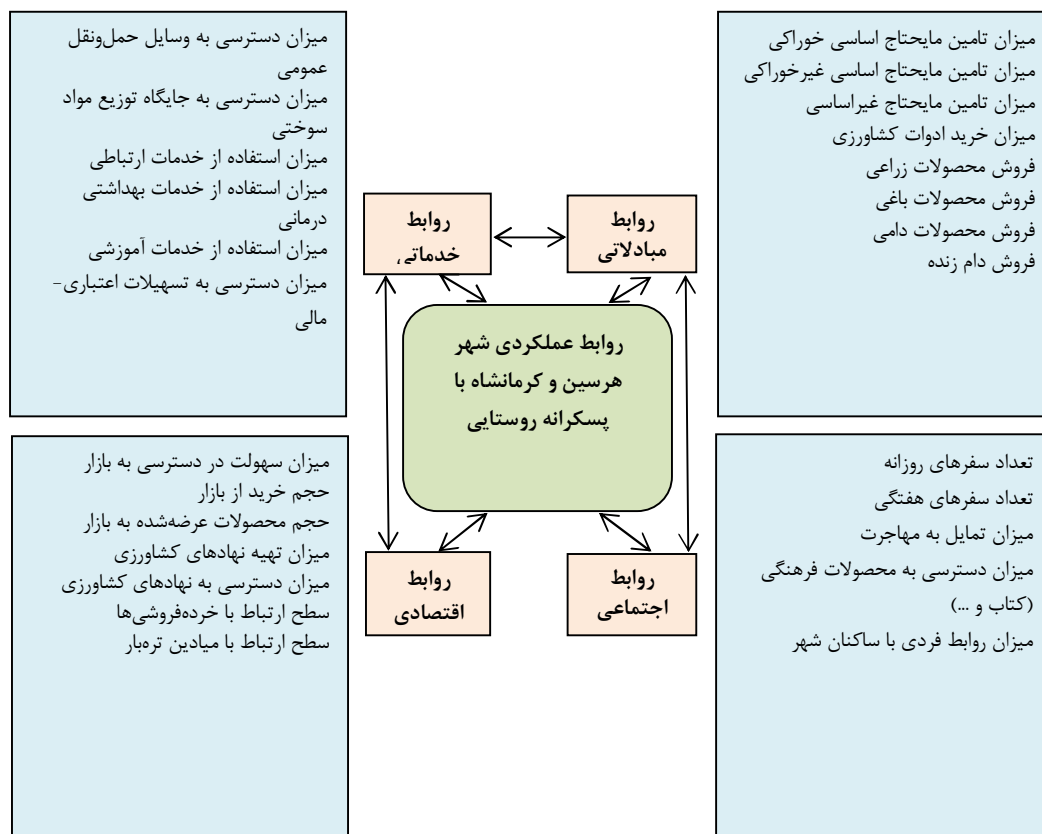 میزان تامین مایحتاج اساسی خوراکی
میزان تامین مایحتاج اساسی غیرخوراکی
میزان تامین مایحتاج غیراساسی
میزان خرید ادوات کشاورزی
فروش محصولات زراعی
فروش محصولات باغی
فروش محصولات دامی
فروش دام زنده
میزان دسترسی به وسایل حمل‌ونقل
عمومی
میزان دسترسی به جایگاه توزیع مواد
سوختی
میزان استفاده از خدمات ارتباطی
میزان استفاده از خدمات بهداشتی
درمانی
میزان استفاده از خدمات آموزشی
میزان دسترسی به تسهیلات اعتباری-
مالی
روابط
مبادلاتی
روابط
خدماتی
روابط عملکردی شهر
هرسین و کرمانشاه با
پسکرانه روستایی
روابط
اجتماعی
روابط
اقتصادی
تعداد سفرهای روزانه
تعداد سفرهای هفتگی
میزان تمایل به مهاجرت
میزان دسترسی به محصولات فرهنگی
(کتاب و ...)
میزان روابط فردی با ساکنان شهر
میزان سهولت در دسترسی به بازار
حجم خرید از بازار
حجم محصولات عرضه‌شده به بازار
میزان تهیه نهادهای کشاورزی
میزان دسترسی به نهادهای کشاورزی
سطح ارتباط با خرده‌فروشی‌ها
سطح ارتباط با میادین تره‌بار